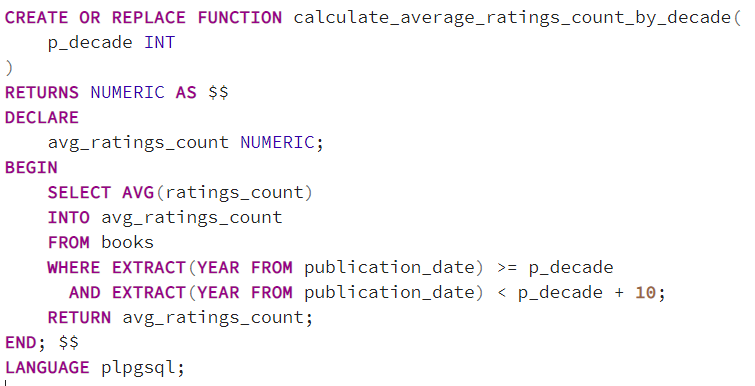 CREATE OR REPLACE FUNCTION calculate_average_ratings_count_by_decade(
    p_decade INT
)
RETURNS NUMERIC AS $$
DECLARE
    avg_ratings_count NUMERIC;
BEGIN
    SELECT AVG(ratings_count)
    INTO avg_ratings_count
    FROM books
    WHERE EXTRACT(YEAR FROM publication_date) >= p_decade
      AND EXTRACT(YEAR FROM publication_date) < p_decade + 10;
    RETURN avg_ratings_count;
END; $$
LANGUAGE plpgsql;